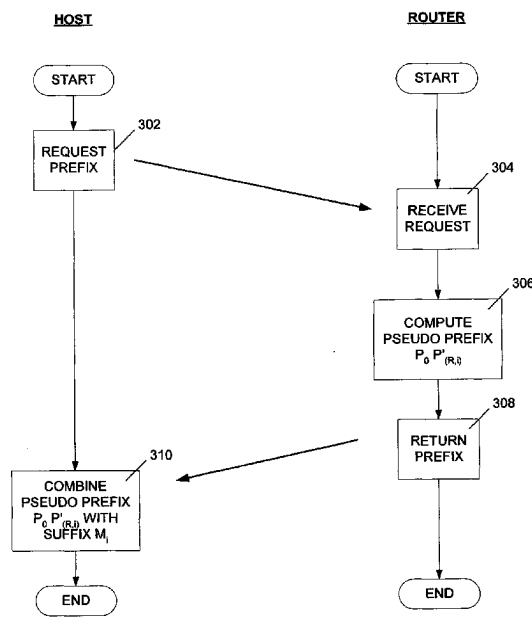 HOST
START
302
REQUEST
PREFIX
310
COMBINE
PSEUDO PREFIX
P₀ P'(R,i) WITH
SUFFIX Mᵢ
END
ROUTER
START
304
RECEIVE
REQUEST
306
COMPUTE
PSEUDO PREFIX
P₀ P'(R,i)
308
RETURN
PREFIX
END